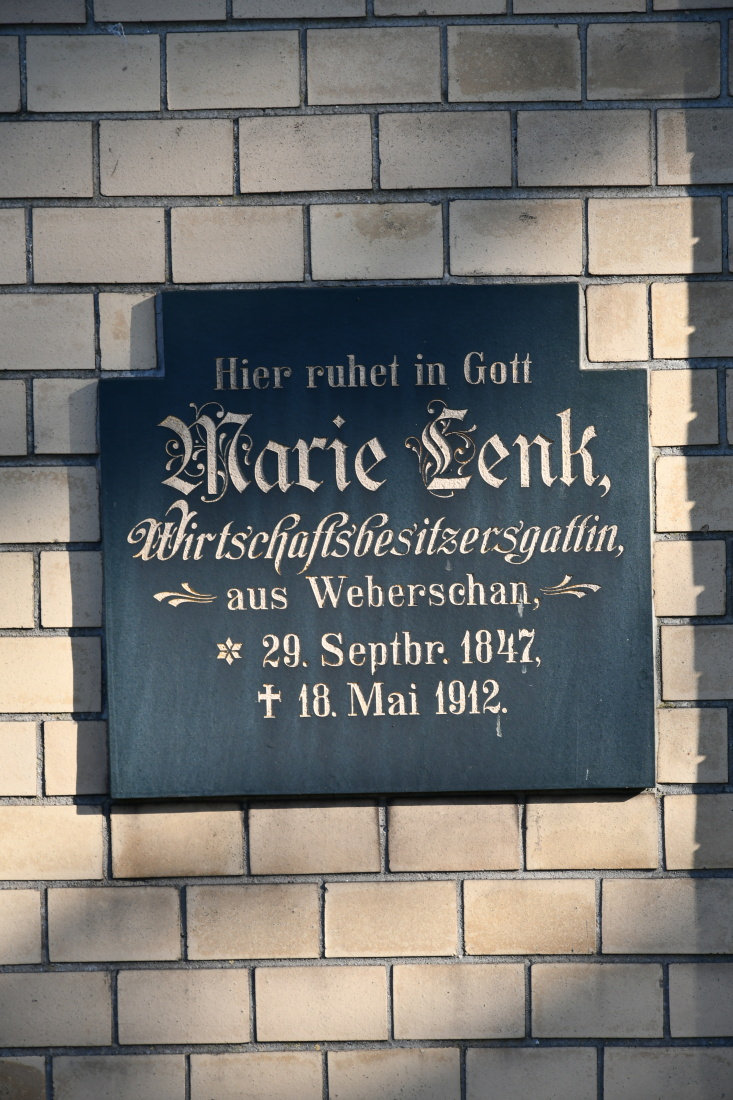 Hier ruhet in Gott
Marie Lenk,
Wirtschaftsbesitzersgattin,
aus Weberschan,
* 29. Septbr. 1847,
† 18. Mai 1912.